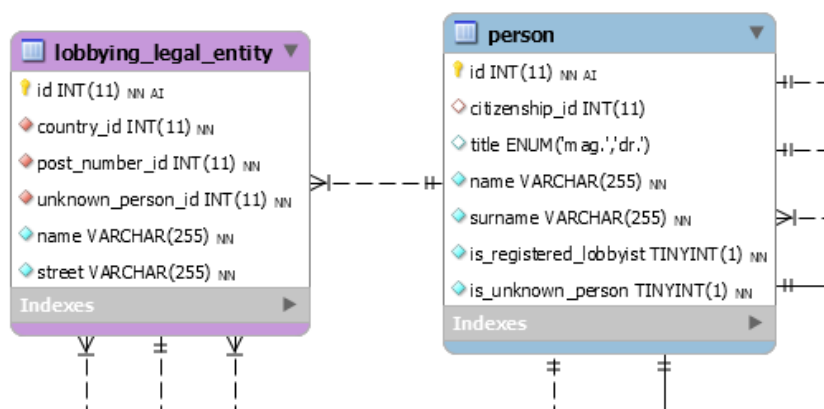 lobbying_legal_entity
id INT(11) NN AI
country_id INT(11) NN
post_number_id INT(11) NN
unknown_person_id INT(11) NN
name VARCHAR(255) NN
street VARCHAR(255) NN
Indexes
person
id INT(11) NN AI
citizenship_id INT(11)
title ENUM('mag.','dr.')
name VARCHAR(255) NN
surname VARCHAR(255) NN
is_registered_lobbyist TINYINT(1) NN
is_unknown_person TINYINT(1) NN
Indexes